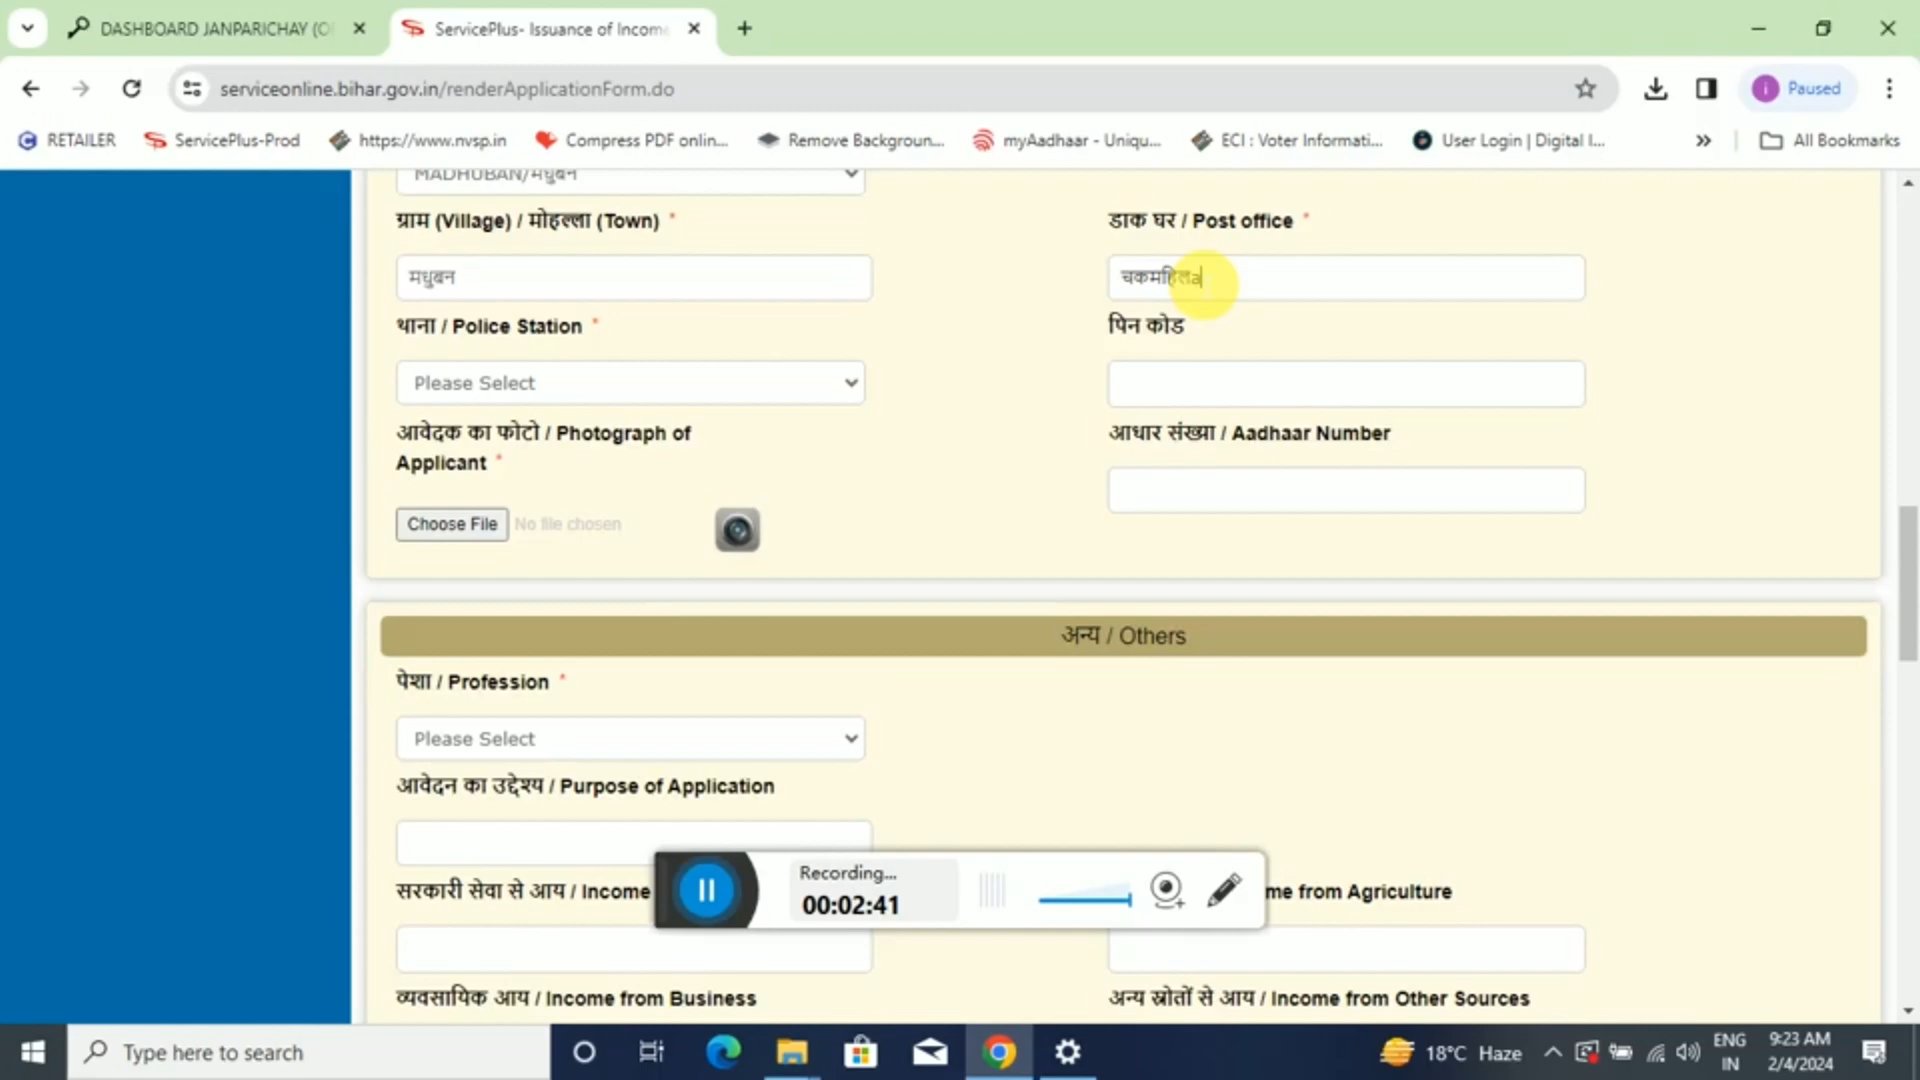 DASHBOARD JANPARICHAY (O
ServicePlus- Issuance of Income
serviceonline.bihar.gov.in/renderApplicationForm.do
i Paused
RETAILER
ServicePlus-Prod
https://www.nvsp.in
Compress PDF onlin...
Remove Backgroun...
myAadhaar - Uniqu...
ECI : Voter Informati...
User Login | Digital I...
All Bookmarks
MADHUBAN/मधुबन
ग्राम (Village) / मोहल्ला (Town) *
डाक घर / Post office *
मधुबन
चकमहिलa
थाना / Police Station *
पिन कोड
Please Select
आवेदक का फोटो / Photograph of
Applicant *
आधार संख्या / Aadhaar Number
Choose File No file chosen
अन्य / Others
पेशा / Profession *
Please Select
आवेदन का उद्देश्य / Purpose of Application
Recording...
00:02:41
सरकारी सेवा से आय / Income
me from Agriculture
व्यवसायिक आय / Income from Business
अन्य स्रोतों से आय / Income from Other Sources
Type here to search
18°C Haze
ENG
IN
9:23 AM
2/4/2024